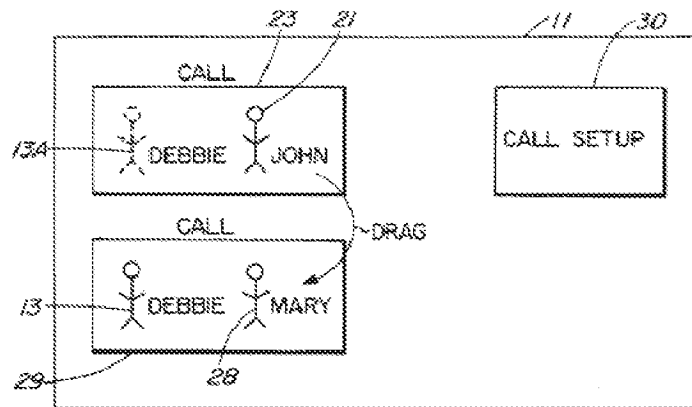 23 21 11 30
CALL
13A DEBBIE JOHN
CALL SETUP
CALL
DRAG
13 DEBBIE MARY
29 28